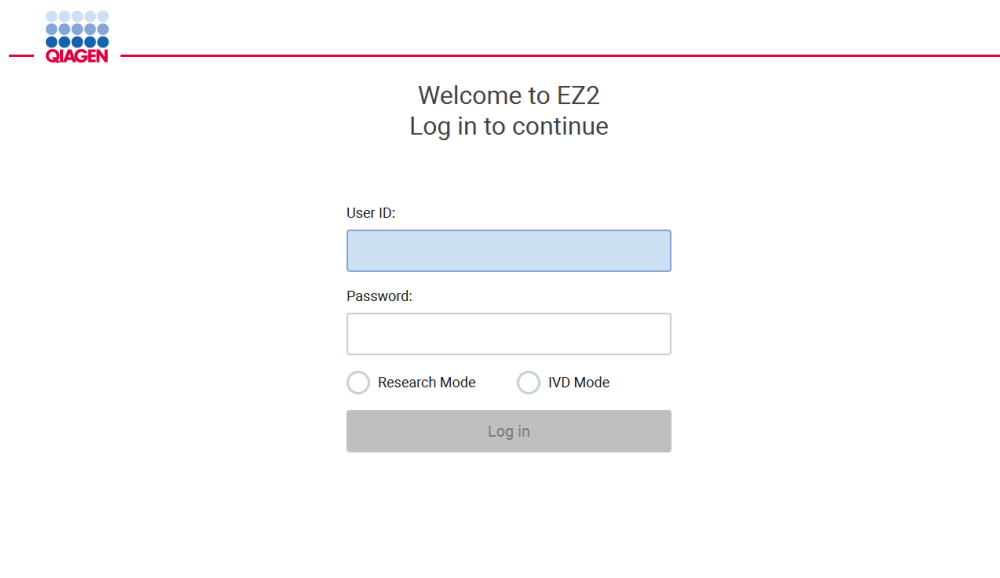 QIAGEN
Welcome to EZ2
Log in to continue
User ID:
Password:
Research Mode
IVD Mode
Log in